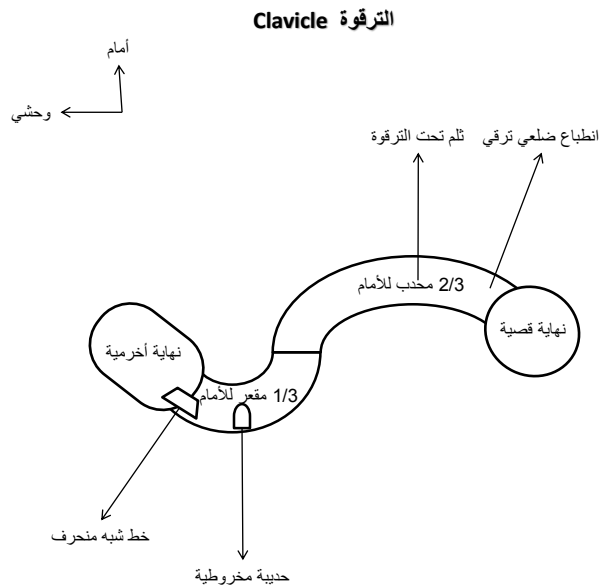 الترقوة Clavicle
أمام
وحشي
ثلم تحت الترقوة
انطباع ضلعي ترقي
2/3 محدب للأمام
نهاية قصية
نهاية أخرمية
1/3 مقعر للأمام
خط شبه منحرف
حديبة مخروطية